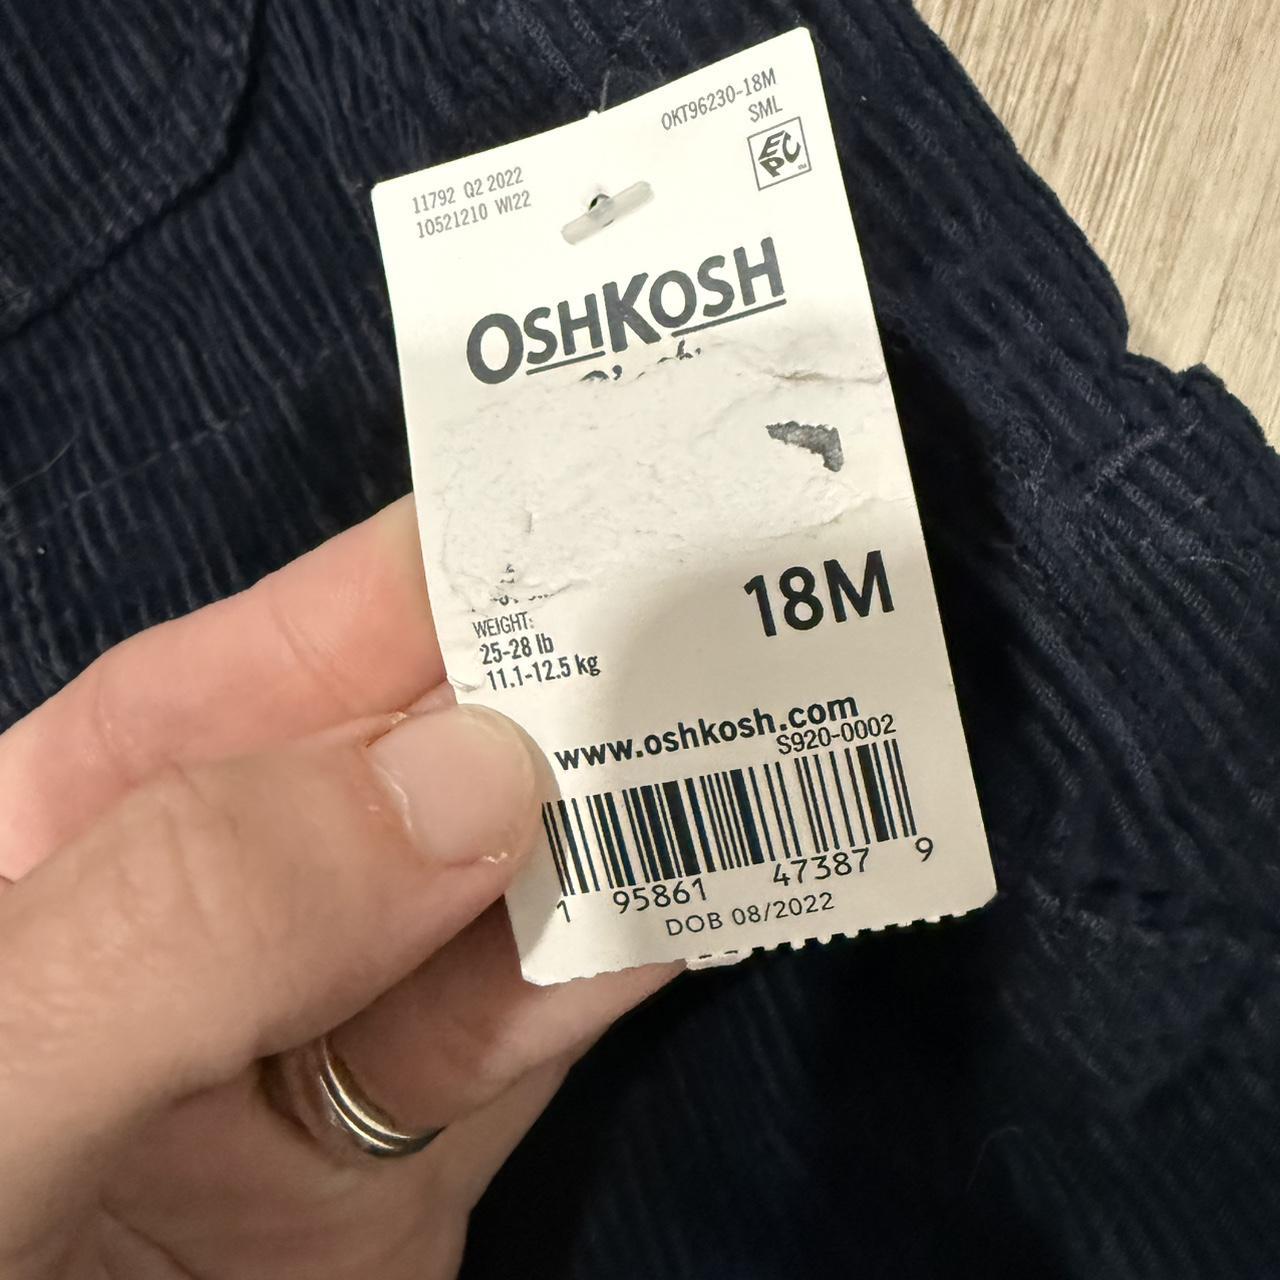 OKT96230-18M
SML
EPC
11792 Q2 2022
10521210 WI22
OSHKOSH
18M
WEIGHT:
25-28 lb
11.1-12.5 kg
www.oshkosh.com
S920-0002
1 95861 47387 9
DOB 08/2022